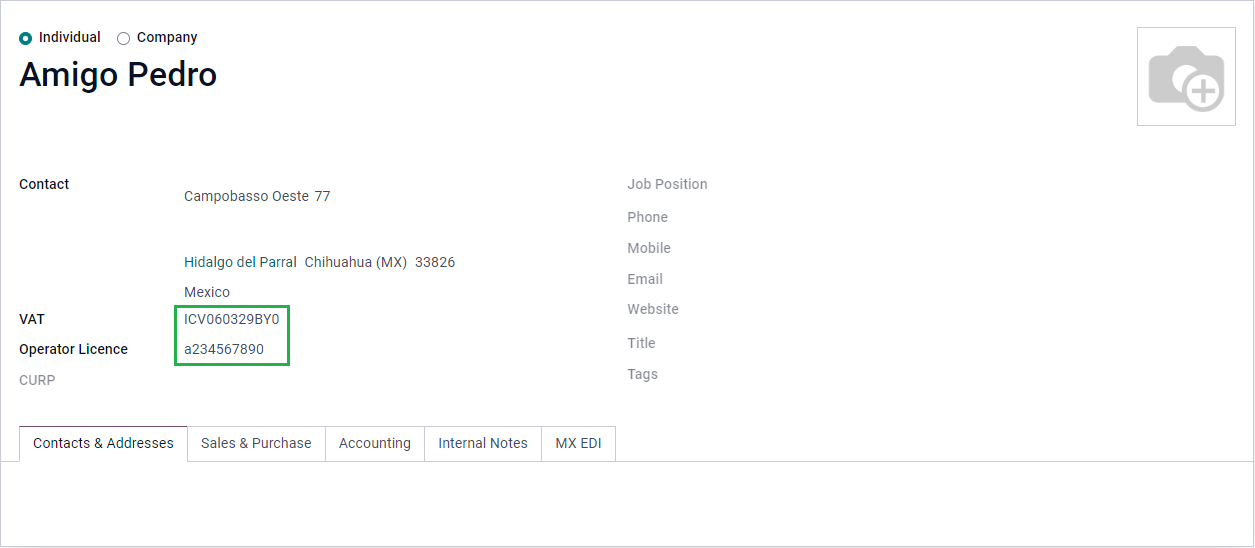 Individual Company
Amigo Pedro
Contact
Campobasso Oeste 77
Hidalgo del Parral Chihuahua (MX) 33826
Mexico
VAT ICV060329BY0
Operator Licence a234567890
CURP
Job Position
Phone
Mobile
Email
Website
Title
Tags
Contacts & Addresses Sales & Purchase Accounting Internal Notes MX EDI